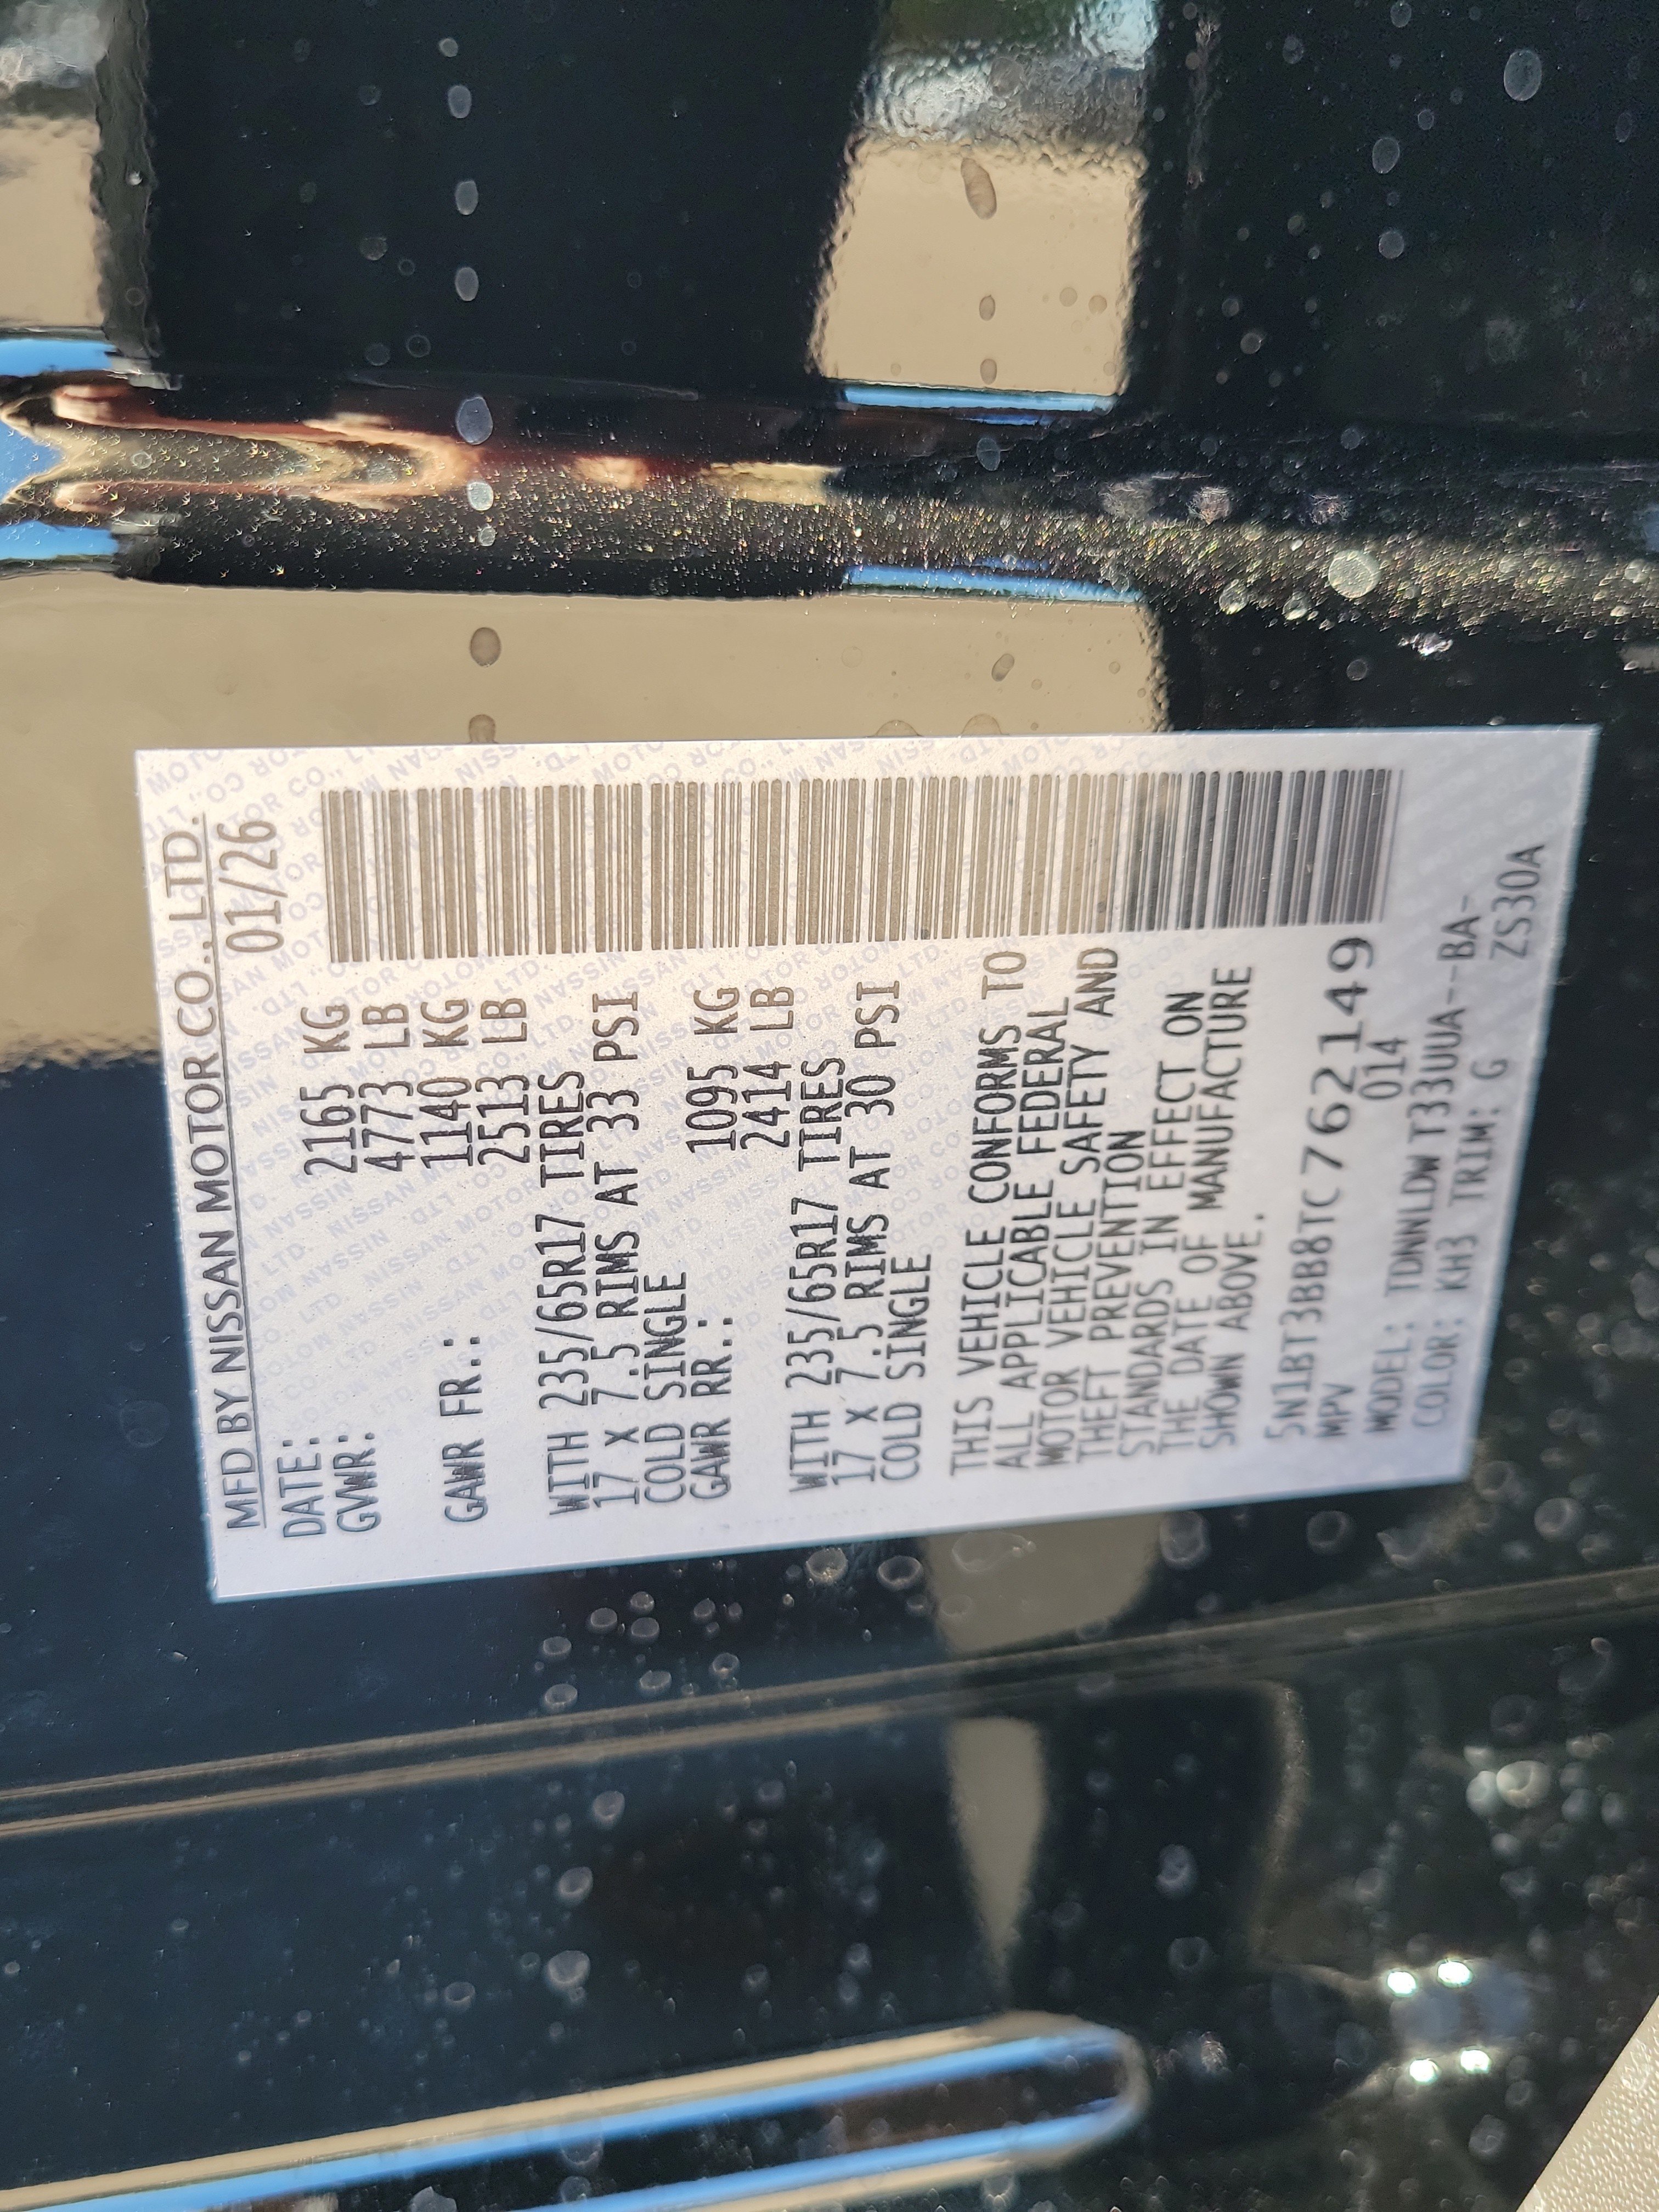 MFD BY NISSAN MOTOR CO., LTD.
DATE: 01/26
GVWR: 2165 KG
4773 LB
GAWR FR.: 1140 KG
2513 LB
WITH 235/65R17 TIRES
17 X 7.5 RIMS AT 33 PSI
COLD SINGLE
GAWR RR.: 1095 KG
2414 LB
WITH 235/65R17 TIRES
17 X 7.5 RIMS AT 30 PSI
COLD SINGLE
THIS VEHICLE CONFORMS TO
ALL APPLICABLE FEDERAL
MOTOR VEHICLE SAFETY AND
THEFT PREVENTION
STANDARDS IN EFFECT ON
THE DATE OF MANUFACTURE
SHOWN ABOVE.
5N1BT3BB8TC762149
MPV 014
MODEL: TDNNLDW T33UUA--BA-
COLOR: KH3 TRIM: G ZS30A